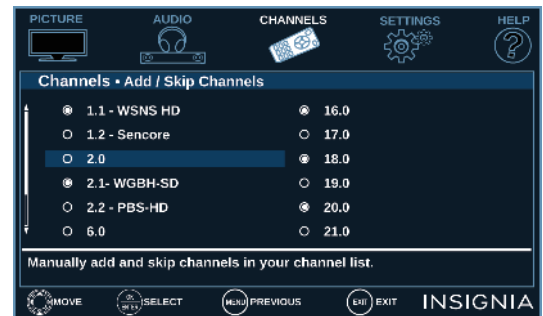 PICTURE AUDIO CHANNELS SETTINGS HELP
Channels • Add / Skip Channels
1.1 - WSNS HD 16.0
1.2 - Sencore 17.0
2.0 18.0
2.1- WGBH-SD 19.0
2.2 - PBS-HD 20.0
6.0 21.0
Manually add and skip channels in your channel list.
MOVE OK ENTER SELECT MENU PREVIOUS EXIT EXIT INSIGNIA